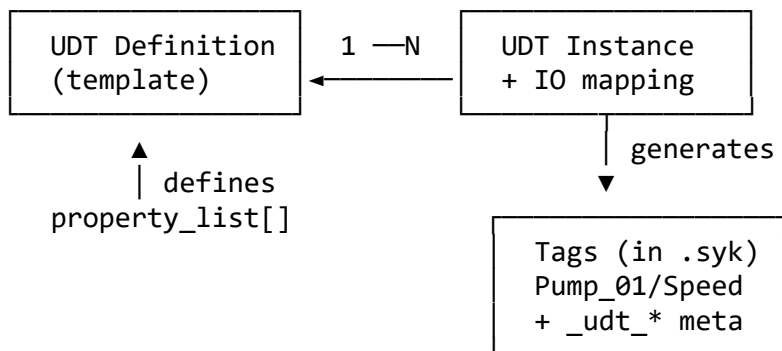 UDT Definition
(template)
1 ──N
UDT Instance
+ IO mapping
generates
defines
property_list[]
Tags (in .syk)
Pump_01/Speed
+ _udt_* meta